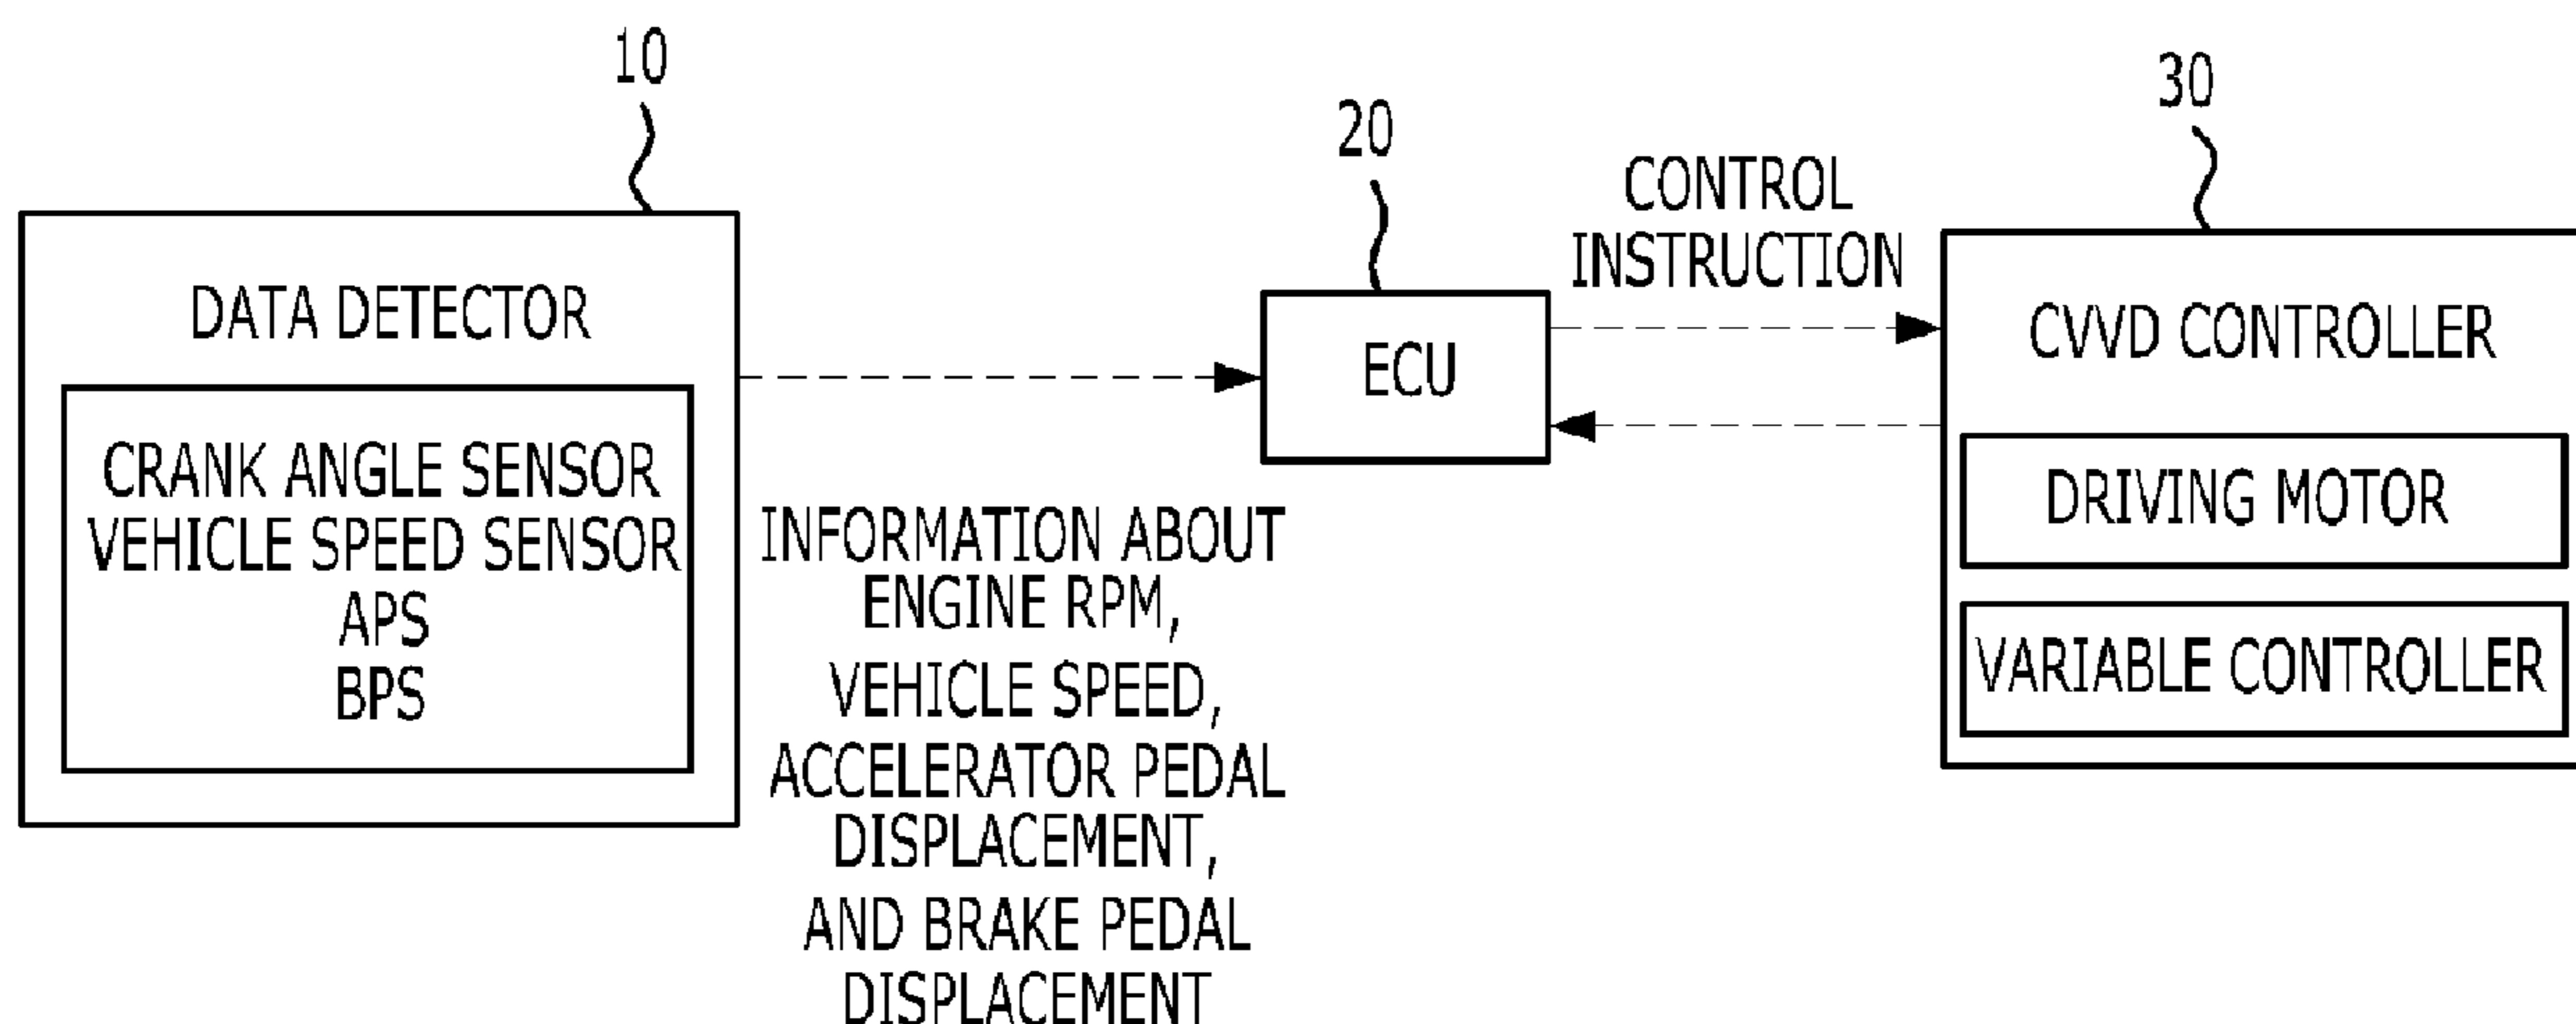 10
DATA DETECTOR
CRANK ANGLE SENSOR
VEHICLE SPEED SENSOR
APS
BPS
INFORMATION ABOUT
ENGINE RPM,
VEHICLE SPEED,
ACCELERATOR PEDAL
DISPLACEMENT,
AND BRAKE PEDAL
DISPLACEMENT
20
ECU
CONTROL
INSTRUCTION
30
CVVD CONTROLLER
DRIVING MOTOR
VARIABLE CONTROLLER